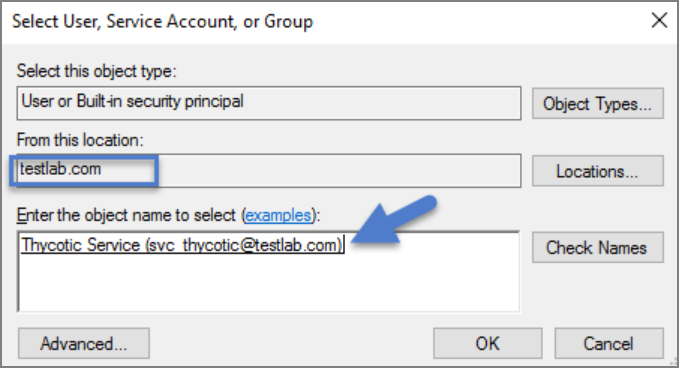 Select User, Service Account, or Group
Select this object type:
User or Built-in security principal
Object Types...
From this location:
testlab.com
Locations...
Enter the object name to select (examples):
Thycotic Service (svc_thycotic@testlab.com)
Check Names
Advanced...
OK
Cancel